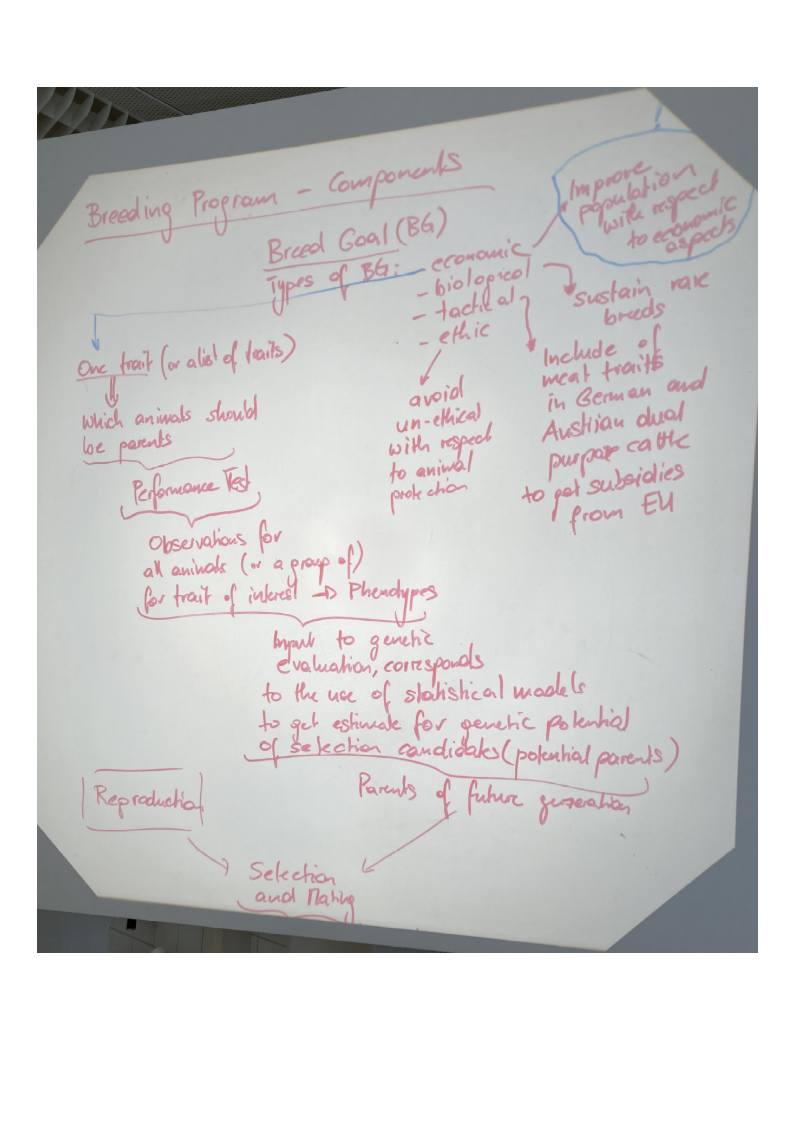 Breeding Program - Components
Breed Goal (BG)
Types of BG: - economic
- biological
- tactical
- ethic
!
Improve
population
with respect
to economic
aspects
sustain rare
breeds
Include of
meat traits
in German and
Austrian dual
purpose cattle
to get subsidies
from EU
avoid
un-ethical
with respect
to animal
protection
One trait (or a list of traits)
which animals should
be parents
Performance Test
Observations for
all animals (or a group of)
for trait of interest → Phenotypes
Input to genetic
evaluation, corresponds
to the use of statistical models
to get estimate for genetic potential
of selection candidates (potential parents)
Parents of future generation
Reproduction
Selection
and Mating